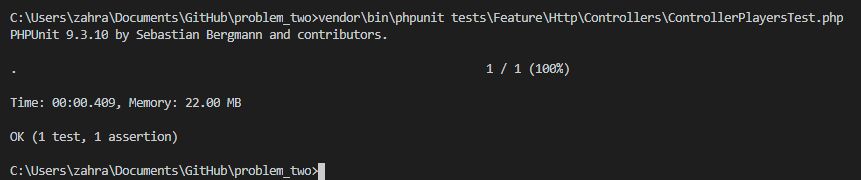 C:\Users\zahra\Documents\GitHub\problem_two>vendor\bin\phpunit tests\Feature\Http\Controllers\ControllerPlayersTest.php
PHPUnit 9.3.10 by Sebastian Bergmann and contributors.
. 1 / 1 (100%)
Time: 00:00.409, Memory: 22.00 MB
OK (1 test, 1 assertion)
C:\Users\zahra\Documents\GitHub\problem_two>